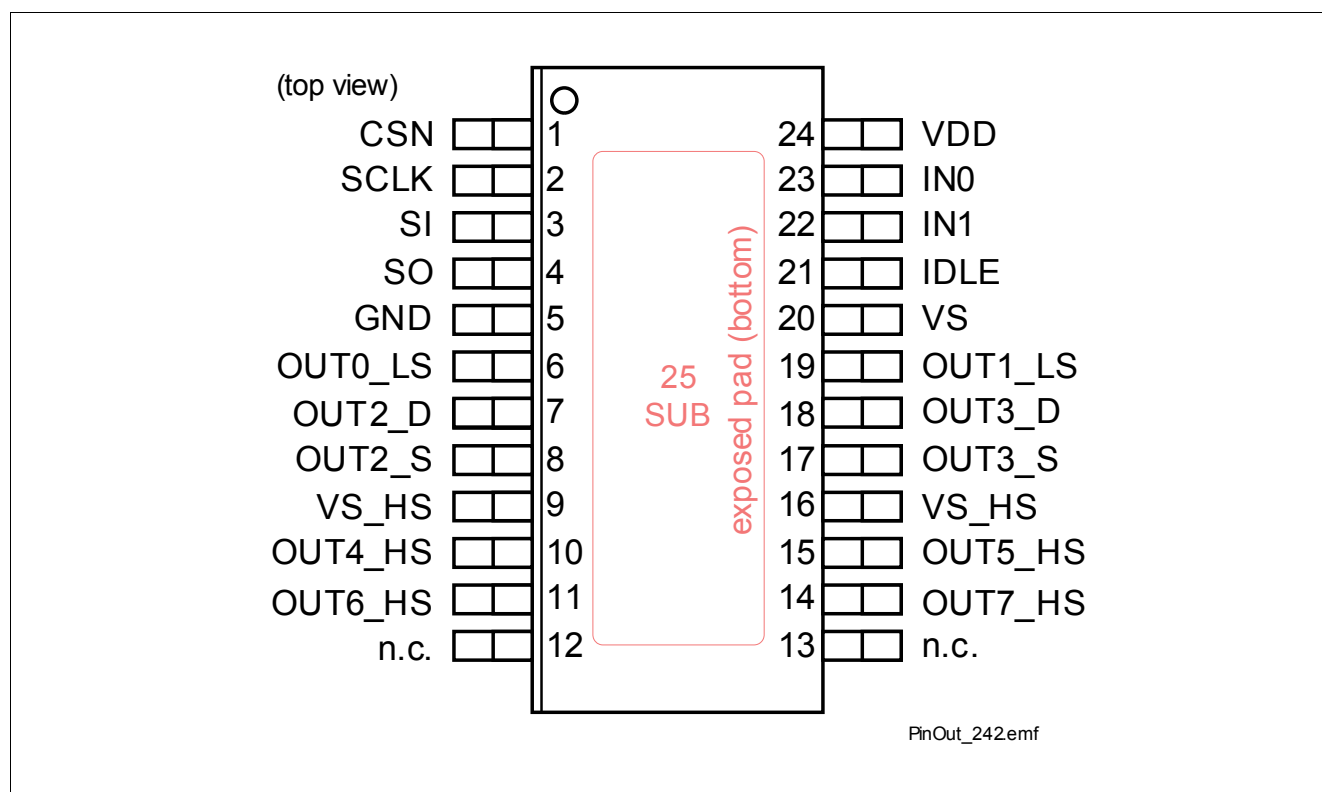 (top view)
CSN 1 24 VDD
SCLK 2 23 IN0
SI 3 22 IN1
SO 4 21 IDLE
GND 5 20 VS
OUT0_LS 6 19 OUT1_LS
OUT2_D 7 18 OUT3_D
OUT2_S 8 17 OUT3_S
VS_HS 9 16 VS_HS
OUT4_HS 10 15 OUT5_HS
OUT6_HS 11 14 OUT7_HS
n.c. 12 13 n.c.
25
SUB
exposed pad (bottom)
PinOut_242.emf